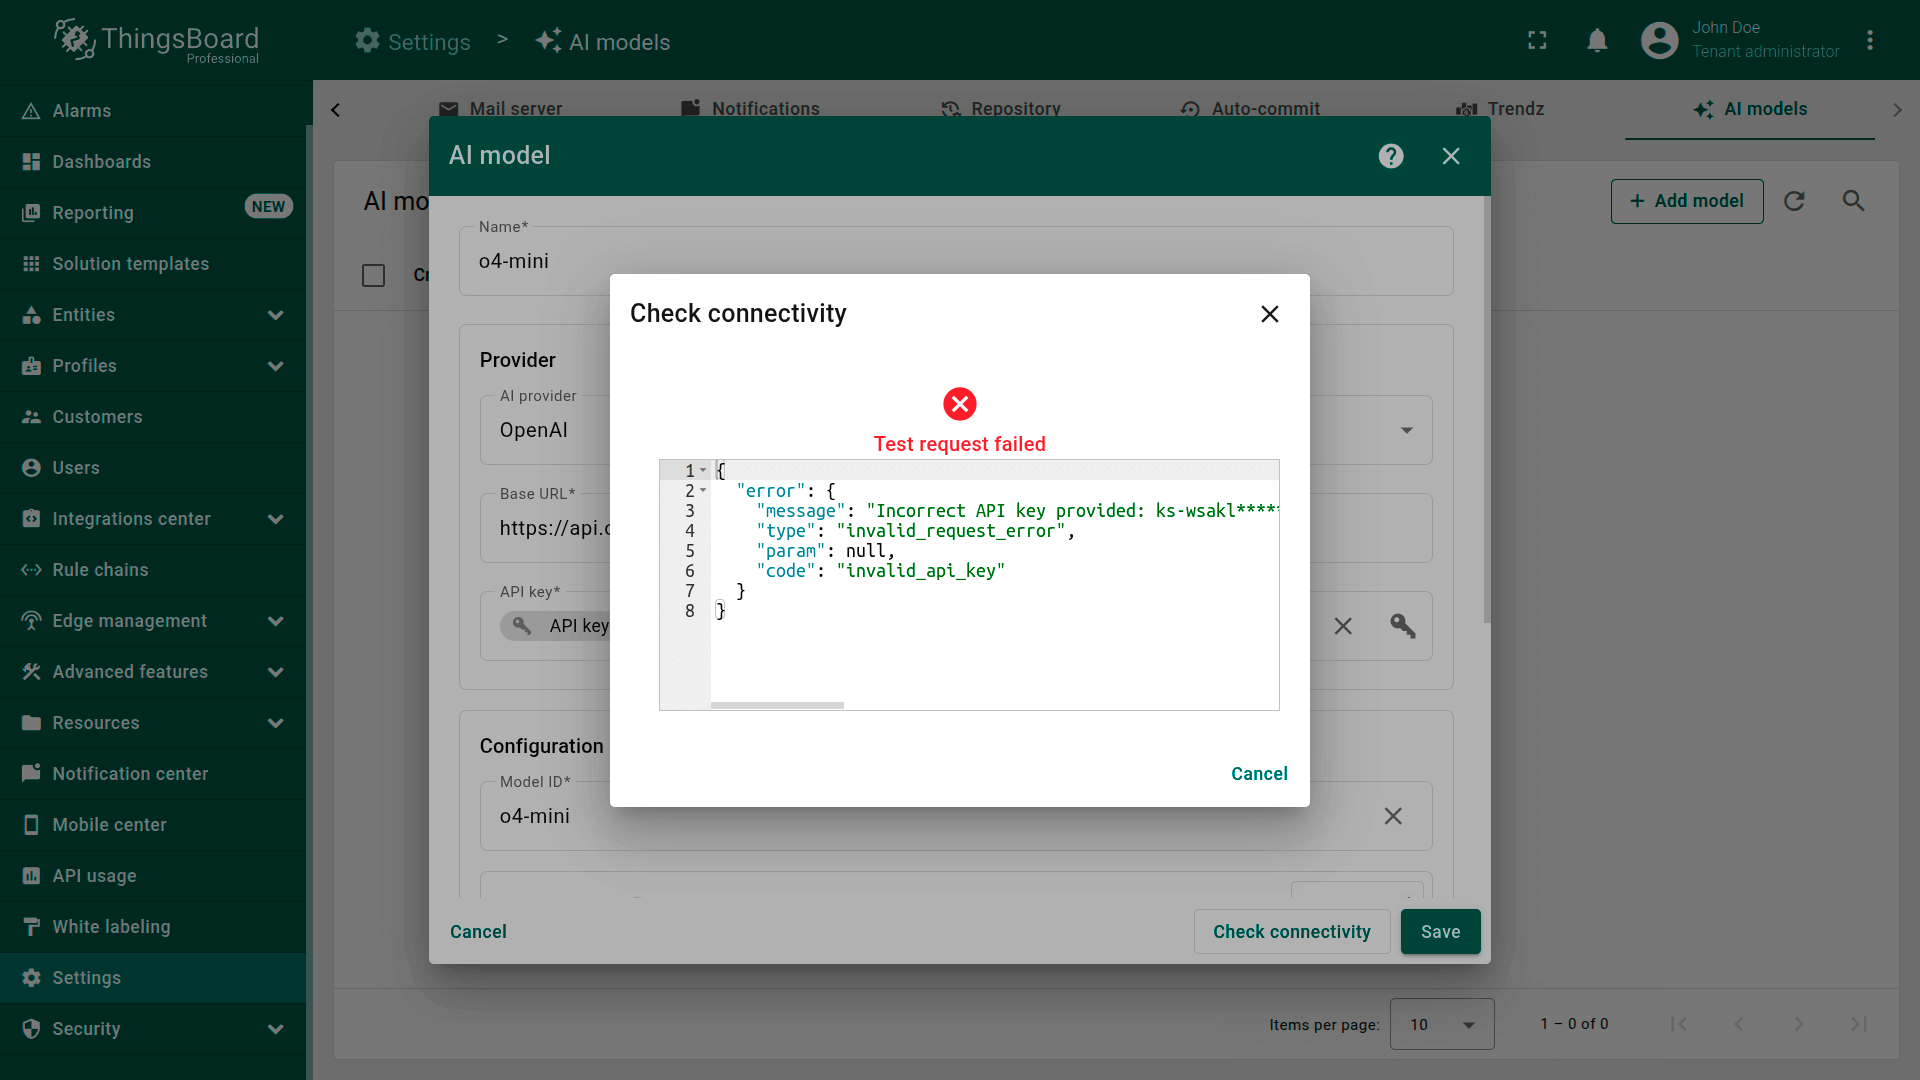 ThingsBoard
Professional
Settings > AI models
John Doe
Tenant administrator
Alarms
Dashboards
Reporting NEW
Solution templates
Entities
Profiles
Customers
Users
Integrations center
Rule chains
Edge management
Advanced features
Resources
Notification center
Mobile center
API usage
White labeling
Settings
Security
Mail server Notifications Repository Auto-commit Trendz AI models
AI mo
Add model
AI model
Name*
o4-mini
Provider
AI provider
OpenAI
Base URL*
https://api.
API key*
API key
Configuration
Model ID*
o4-mini
Cancel Check connectivity Save
Check connectivity
Test request failed
1 {
2 "error": {
3 "message": "Incorrect API key provided: ks-wsakl*****
4 "type": "invalid_request_error",
5 "param": null,
6 "code": "invalid_api_key"
7 }
8 }
Cancel
Items per page: 10 1 – 0 of 0